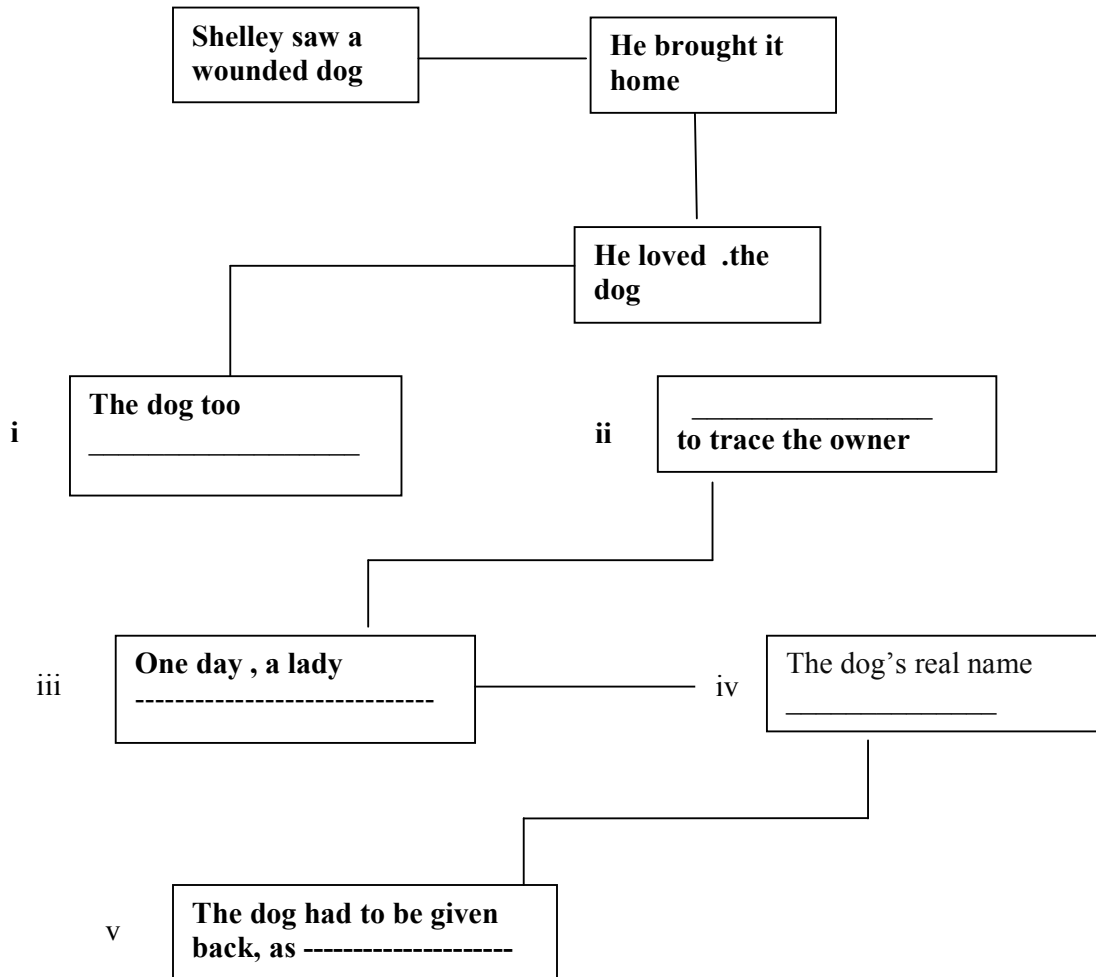 Shelley saw a
wounded dog
He brought it
home
He loved .the
dog
i
The dog too
___________________
ii
_________________
to trace the owner
iii
One day , a lady
------------------------------
iv
The dog's real name
_______________
v
The dog had to be given
back, as ---------------------